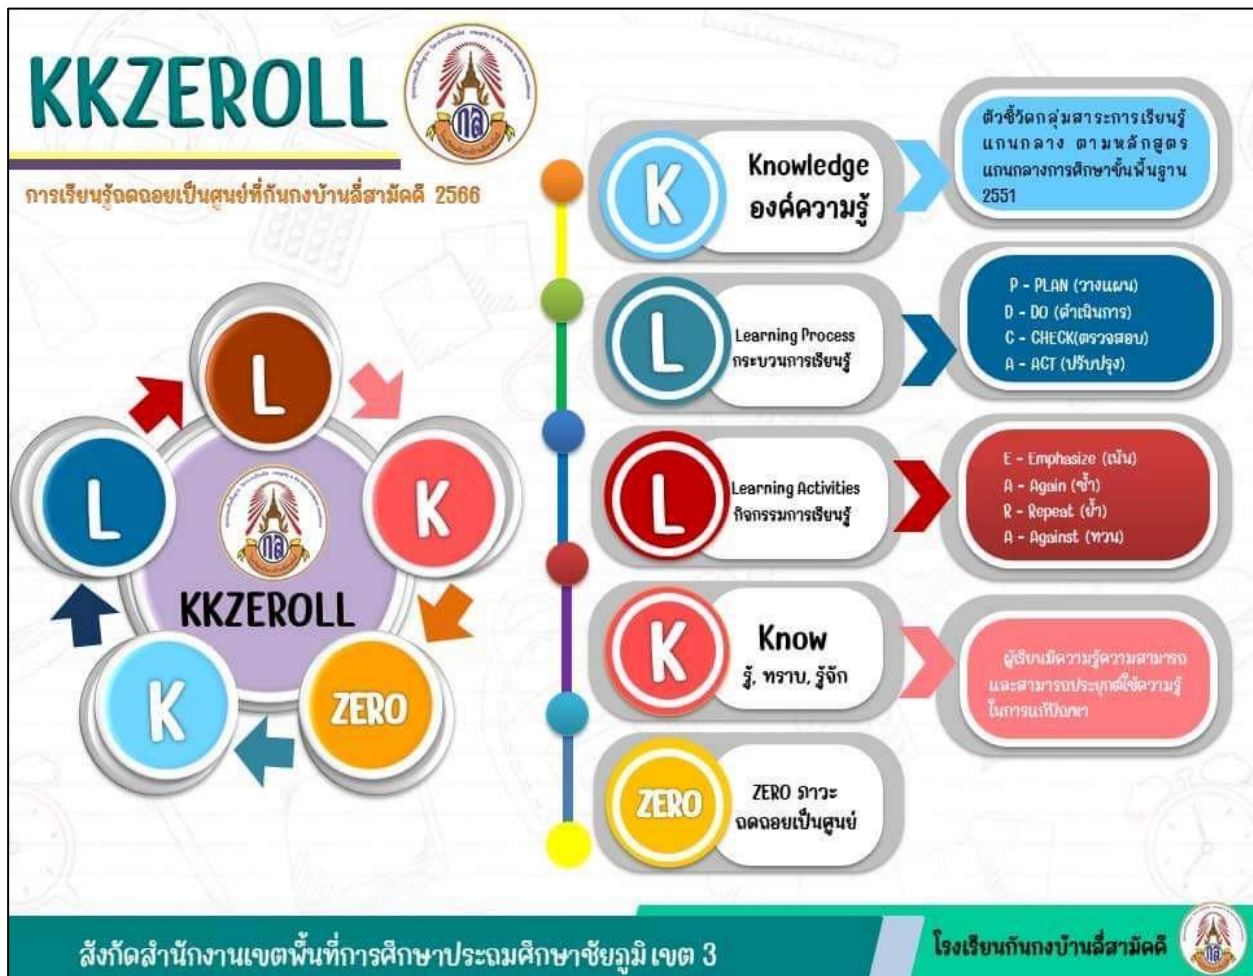 KKZEROLL
กล
การเรียนรู้ถดถอยเป็นศูนย์ที่กันกงบ้านลี่สามัคคี 2566
L
K
ZERO
K
L
กล
KKZEROLL
K
Knowledge
องค์ความรู้
ตัวชี้วัดกลุ่มสาระการเรียนรู้
แกนกลาง ตามหลักสูตร
แกนกลางการศึกษาขั้นพื้นฐาน
2551
L
Learning Process
กระบวนการเรียนรู้
P - PLAN (วางแผน)
D - DO (ดำเนินการ)
C - CHECK(ตรวจสอบ)
A - ACT (ปรับปรุง)
L
Learning Activities
กิจกรรมการเรียนรู้
E - Emphasize (เน้น)
A - Again (ซ้ำ)
R - Repeat (ย้ำ)
A - Against (ทวน)
K
Know
รู้, ทราบ, รู้จัก
ผู้เรียนมีความรู้ความสามารถ
และสามารถประยุกต์ใช้ความรู้
ในการแก้ปัญหา
ZERO
ZERO ภาวะ
ถดถอยเป็นศูนย์
สังกัดสำนักงานเขตพื้นที่การศึกษาประถมศึกษาชัยภูมิ เขต 3
โรงเรียนกันกงบ้านลี่สามัคคี